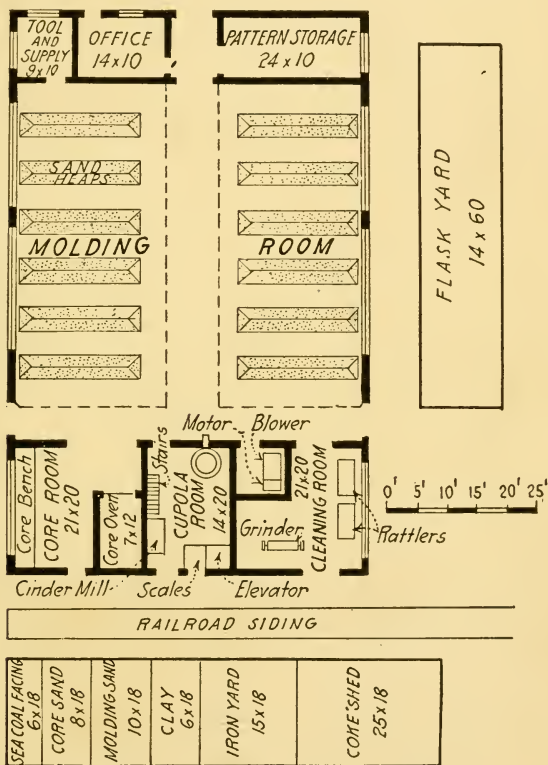 TOOL
AND
SUPPLY
9x10
OFFICE
14x10
PATTERN STORAGE
24x10
SAND
HEAPS
MOLDING ROOM
FLASK YARD
14 x 60
Motor Blower
Core Bench
CORE ROOM
21x20
Core Oven
7x12
Stairs
CUPOLA
ROOM
14x20
Grinder
21x20
CLEANING ROOM
0' 5' 10' 15' 20' 25'
Rattlers
Cinder Mill Scales Elevator
RAILROAD SIDING
SEA COAL FACING
6x18
CORE SAND
8x18
MOLDING SAND
10x18
CLAY
6x18
IRON YARD
15x18
COKE SHED
25x18